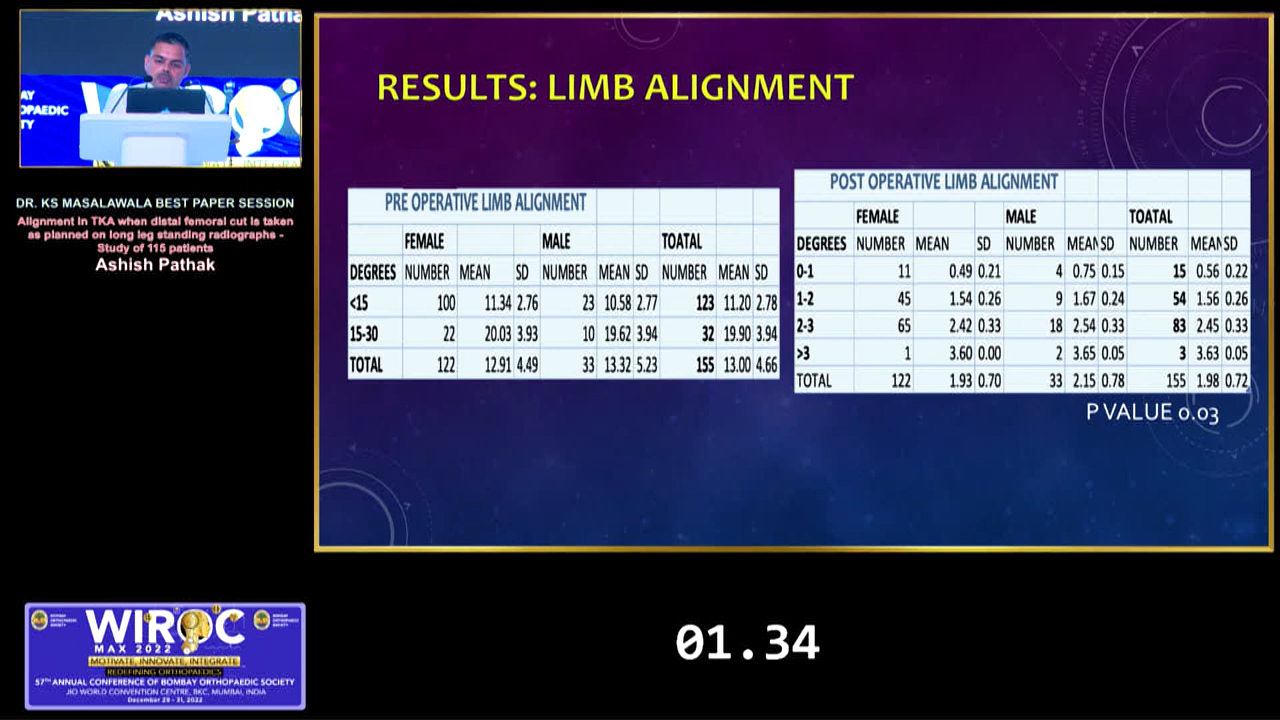 Ashish Patha
AY
OPAEDIC
TY
DR. KS MASALAWALA BEST PAPER SESSION
Alignment in TKA when distal femoral cut is taken
as planned on long leg standing radiographs -
Study of 115 patients
Ashish Pathak
RESULTS: LIMB ALIGNMENT
PRE OPERATIVE LIMB ALIGNMENT
FEMALE MALE TOATAL
DEGREES NUMBER MEAN SD NUMBER MEAN SD NUMBER MEAN SD
<15 100 11.34 2.76 23 10.58 2.77 123 11.20 2.78
15-30 22 20.03 3.93 10 19.62 3.94 32 19.90 3.94
TOTAL 122 12.91 4.49 33 13.32 5.23 155 13.00 4.66
POST OPERATIVE LIMB ALIGNMENT
FEMALE MALE TOATAL
DEGREES NUMBER MEAN SD NUMBER MEAN SD NUMBER MEAN SD
0-1 11 0.49 0.21 4 0.75 0.15 15 0.56 0.22
1-2 45 1.54 0.26 9 1.67 0.24 54 1.56 0.26
2-3 65 2.42 0.33 18 2.54 0.33 83 2.45 0.33
>3 1 3.60 0.00 2 3.65 0.05 3 3.63 0.05
TOTAL 122 1.93 0.70 33 2.15 0.78 155 1.98 0.72
P VALUE 0.03
WIROC
MAX 2022
MOTIVATE, INNOVATE, INTEGRATE
REDEFINING ORTHOPAEDICS
57TH ANNUAL CONFERENCE OF BOMBAY ORTHOPAEDIC SOCIETY
JIO WORLD CONVENTION CENTRE, BKC, MUMBAI, INDIA
December 29 - 31, 2022
01.34